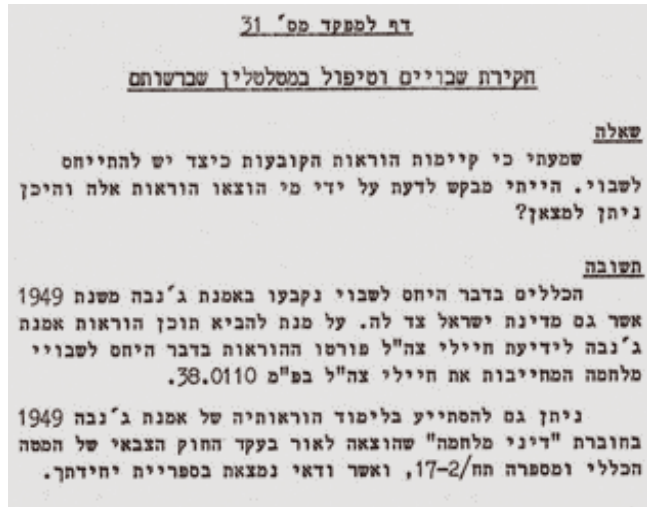 דף למפקד מס' 31
חקירת שבויים וטיפול במטלטלין שברשותם
שאלה
שמעתי כי קיימות הוראות הקובעות כיצד יש להתייחס
לשבוי. הייתי מבקש לדעת על ידי מי הוצאו הוראות אלה והיכן
ניתן למצאן?
תשובה
הכללים בדבר היחס לשבוי נקבעו באמנת ג'נבה משנת 1949
אשר גם מדינת ישראל צד לה. על מנת להביא תוכן הוראות אמנת
ג'נבה לידיעת חיילי צה"ל פורסו ההוראות בדבר היחס לשבויי
מלחמה המחייבות את חיילי צה"ל בפ"מ 38.0110.
ניתן גם להסתייע בלימוד הוראותיה של אמנת ג'נבה 1949
בחוברת "דיני מלחמה" שהוצאה לאור בעקד החוק הצבאי של המטה
הכללי ומספרה תח/17-2, ואשר ודאי נמצאת בספריית יחידתך.